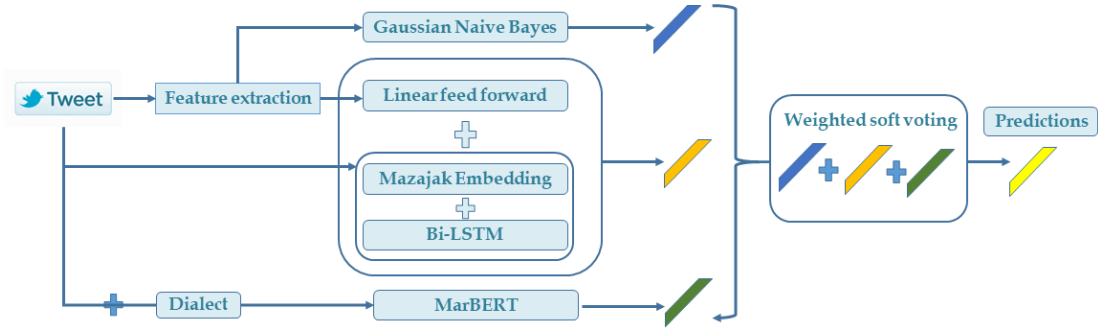 Gaussian Naive Bayes
Tweet
Feature extraction
Linear feed forward
Mazajak Embedding
Bi-LSTM
Dialect
MarBERT
Weighted soft voting
Predictions